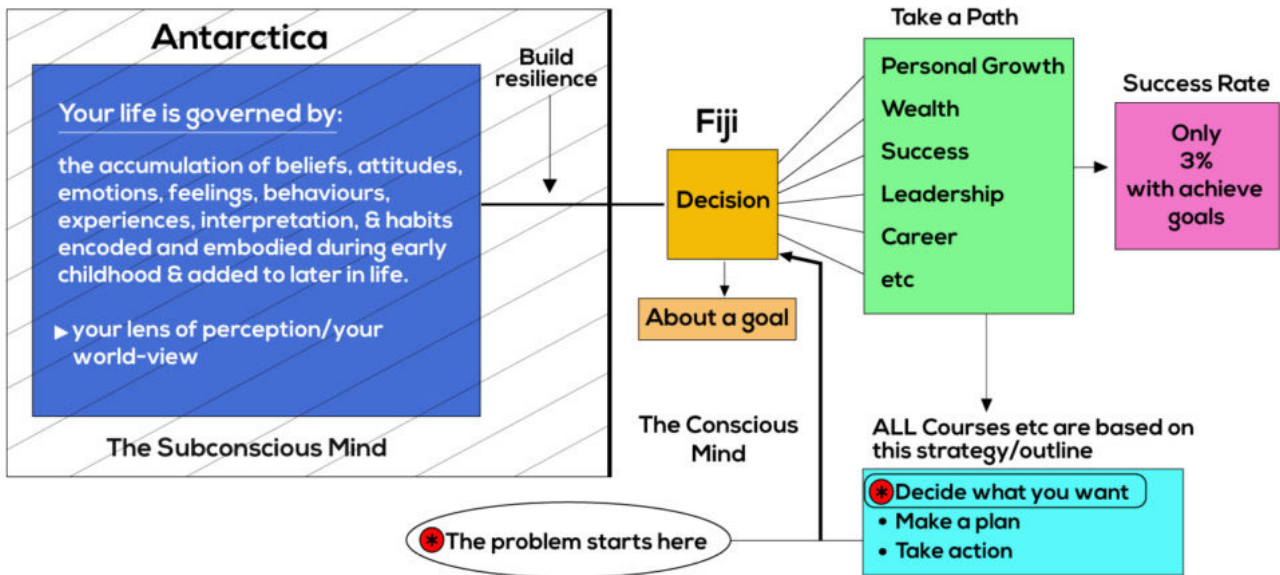 Antarctica
Your life is governed by:
the accumulation of beliefs, attitudes,
emotions, feelings, behaviours,
experiences, interpretation, & habits
encoded and embodied during early
childhood & added to later in life.
▶ your lens of perception/your
world-view
The Subconscious Mind
Build
resilience
Fiji
Decision
About a goal
The Conscious
Mind
Take a Path
Personal Growth
Wealth
Success
Leadership
Career
etc
Success Rate
Only
3%
with achieve
goals
ALL Courses etc are based on
this strategy/outline
* Decide what you want
• Make a plan
• Take action
* The problem starts here